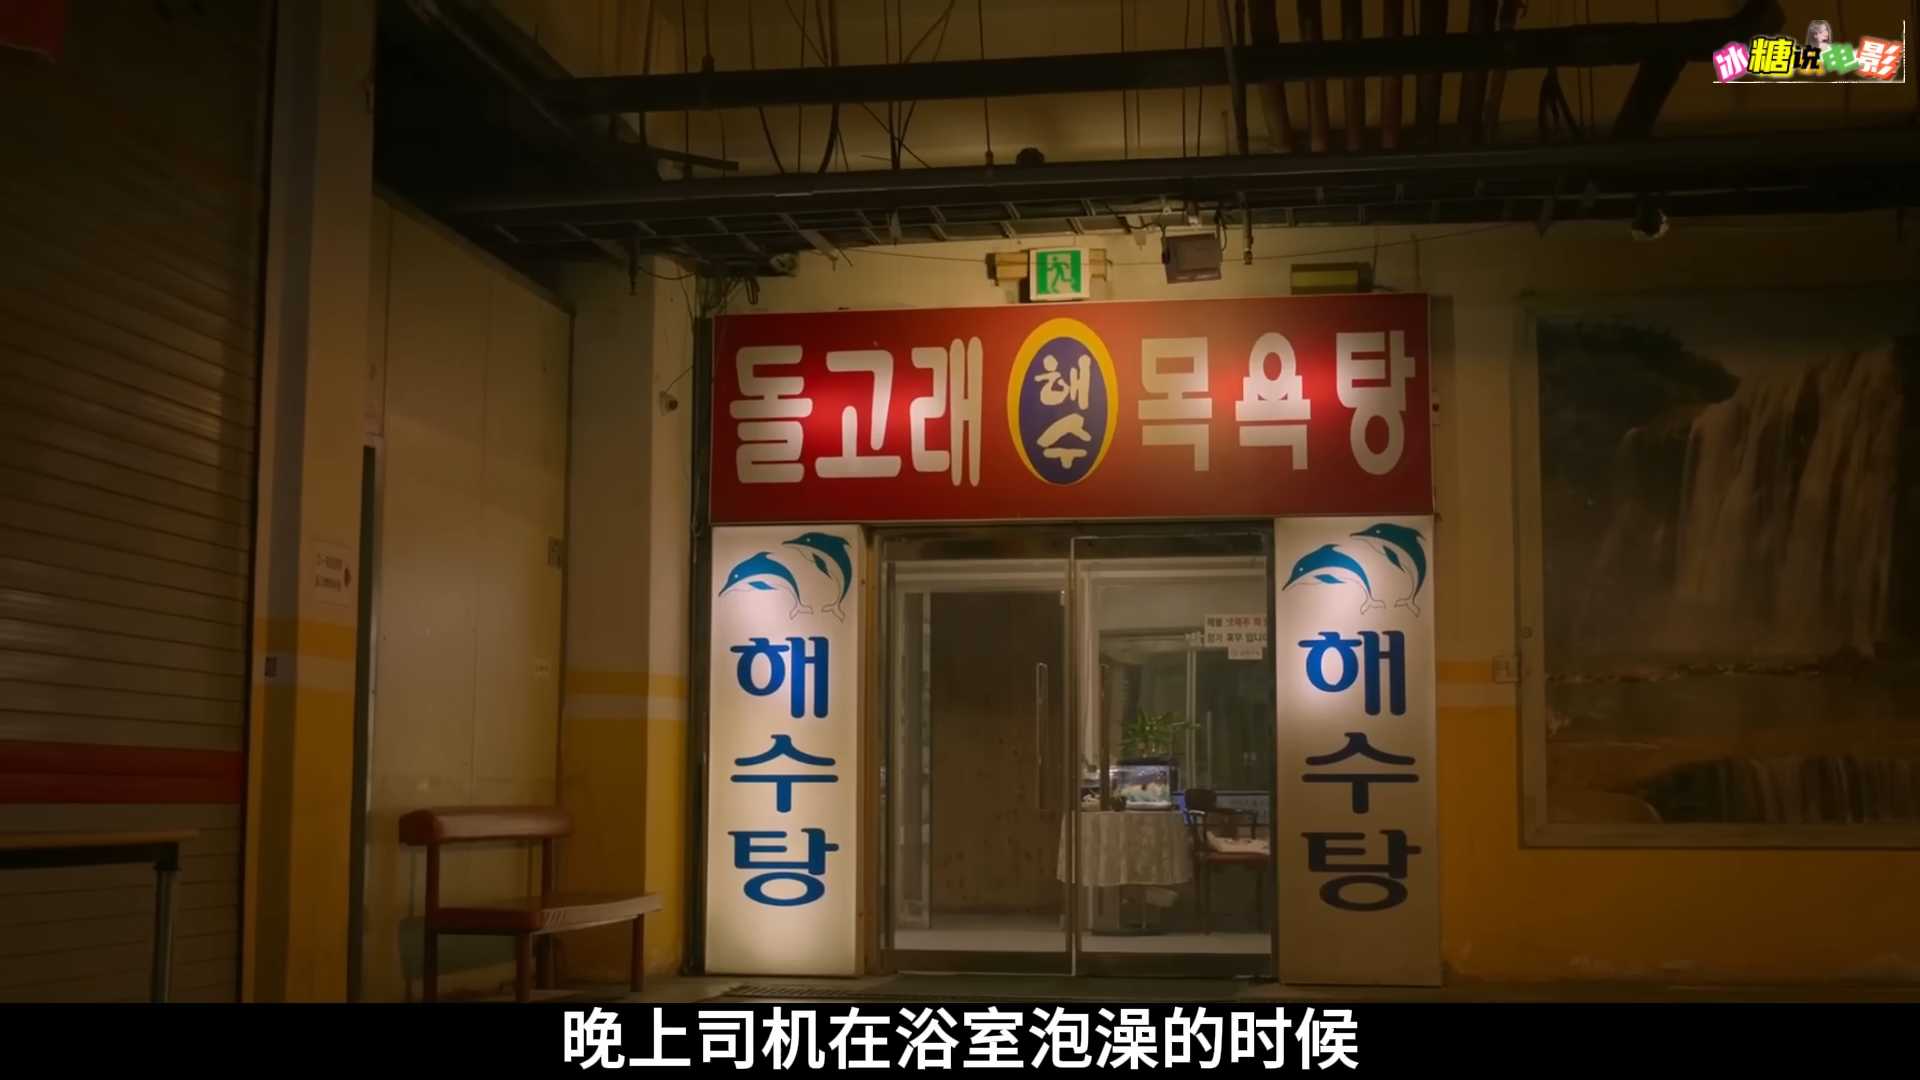 冰糖说电影
돌고래 해수 목욕탕
해수탕
해수탕
晚上司机在浴室泡澡的时候